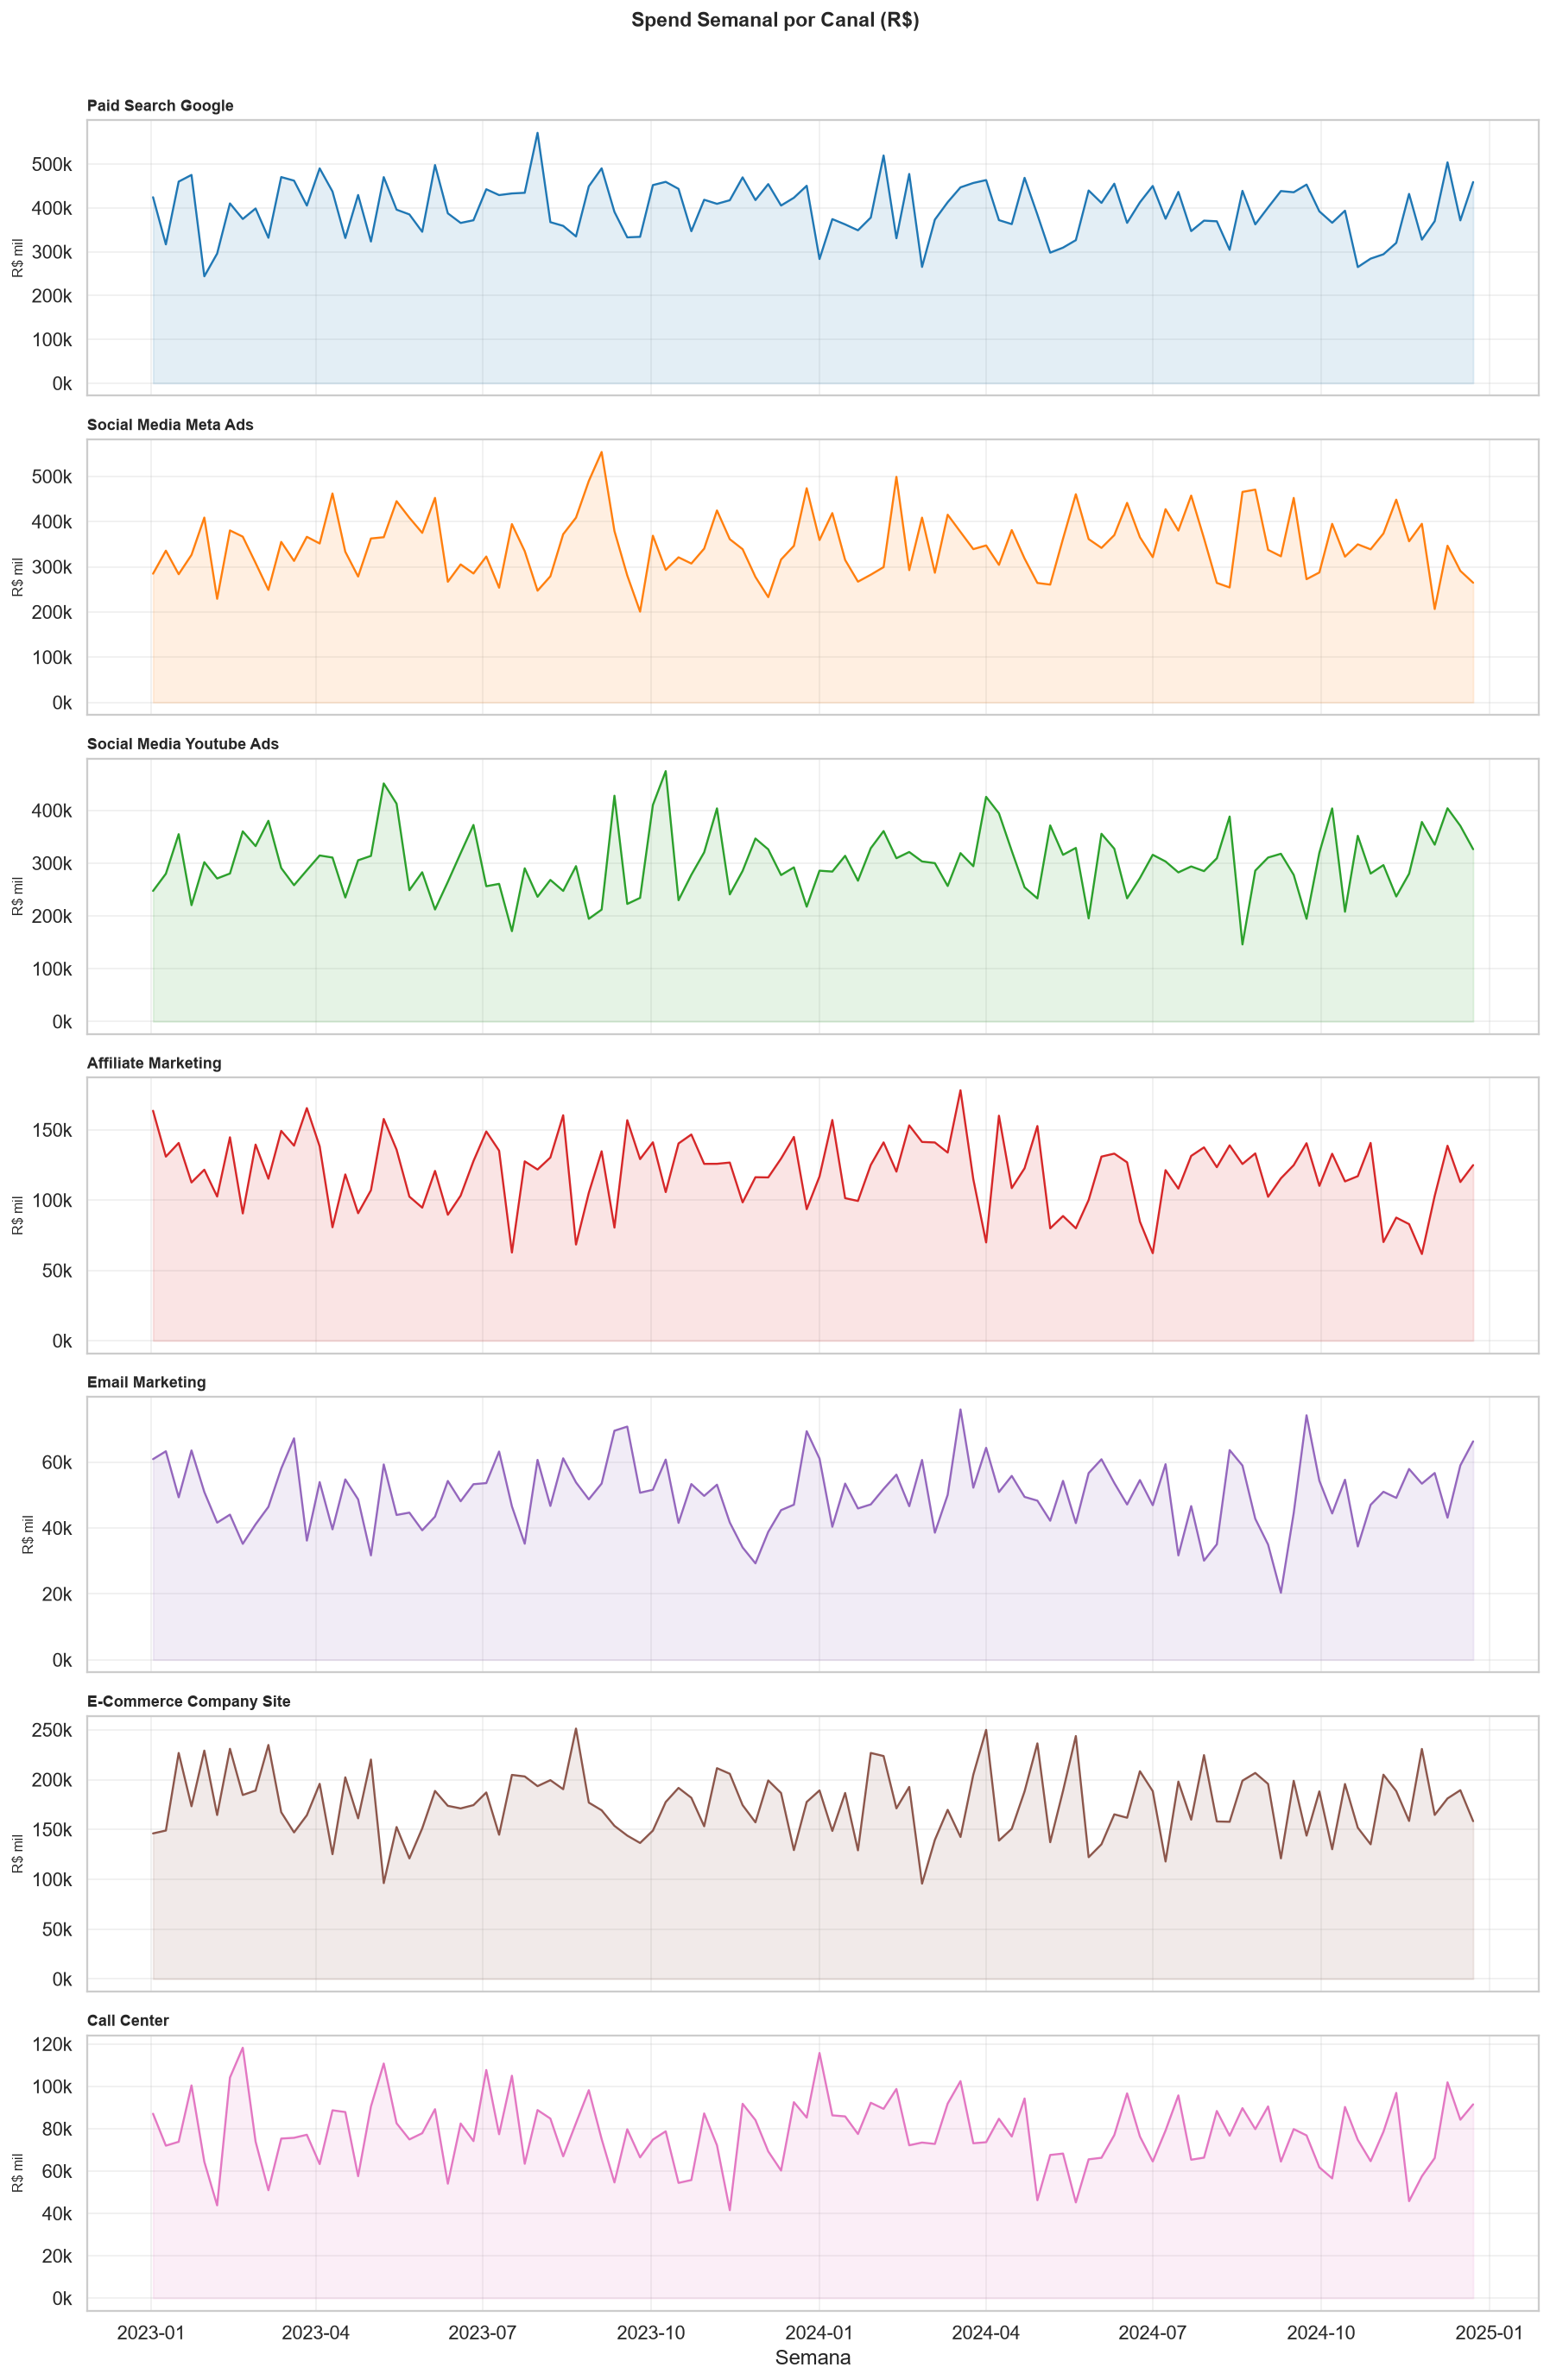 Spend Semanal por Canal (R$)
Paid Search Google
500k
400k
300k
200k
100k
0k
R$ mil
Social Media Meta Ads
500k
400k
300k
200k
100k
0k
R$ mil
Social Media Youtube Ads
400k
300k
200k
100k
0k
R$ mil
Affiliate Marketing
150k
100k
50k
0k
R$ mil
Email Marketing
60k
40k
20k
0k
R$ mil
E-Commerce Company Site
250k
200k
150k
100k
50k
0k
R$ mil
Call Center
120k
100k
80k
60k
40k
20k
0k
R$ mil
2023-01 2023-04 2023-07 2023-10 2024-01 2024-04 2024-07 2024-10 2025-01
Semana